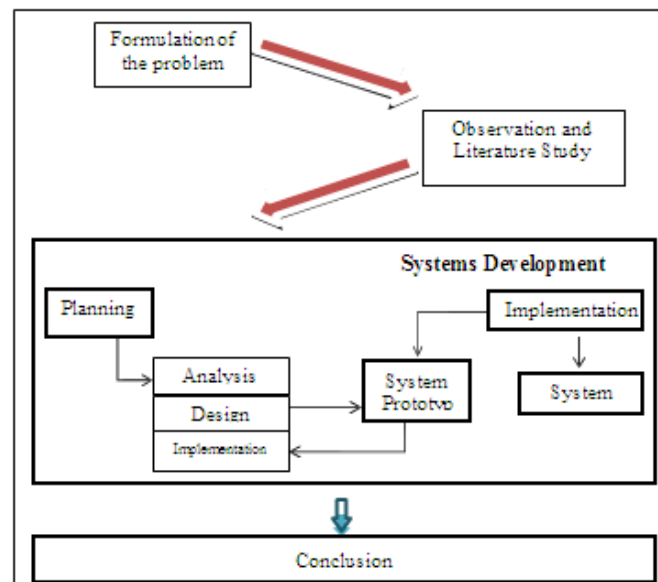 Formulation of
the problem
Observation and
Literature Study
Systems Development
Planning
Implementation
Analysis
System
Prototyp
System
Design
Implementation
Conclusion